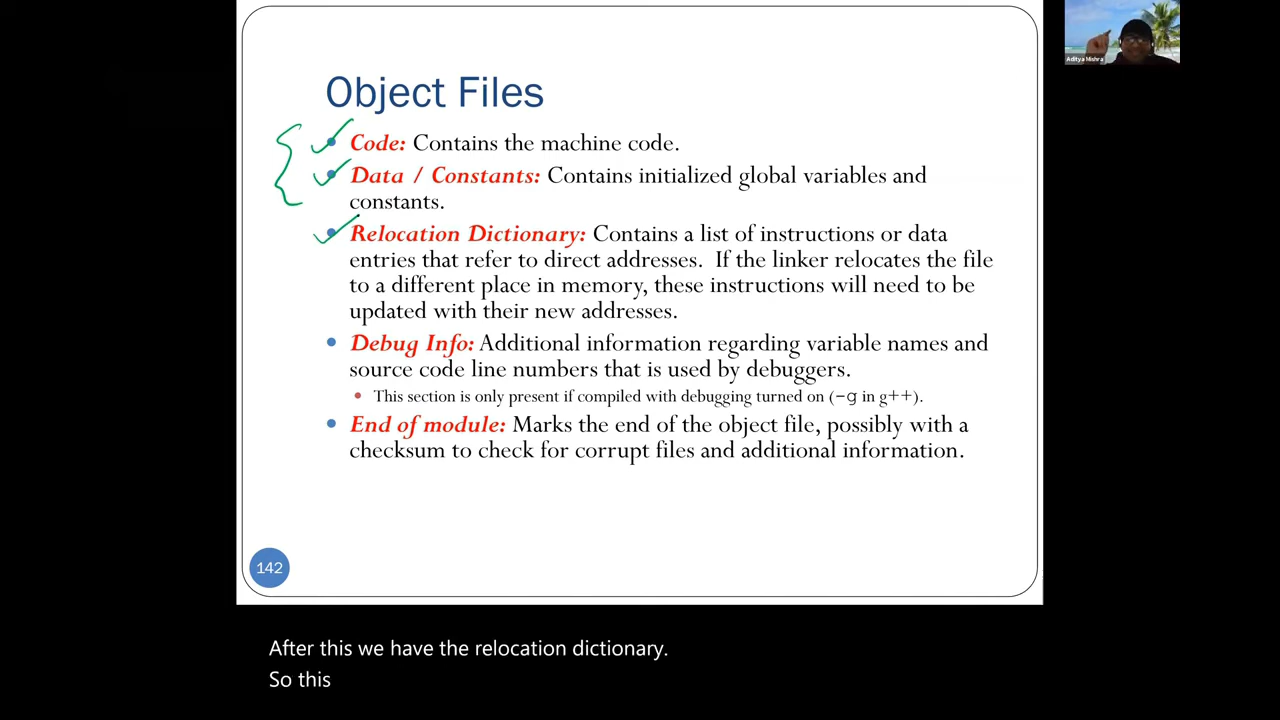 Aditya Mishra
Object Files
Code: Contains the machine code.
Data / Constants: Contains initialized global variables and
constants.
Relocation Dictionary: Contains a list of instructions or data
entries that refer to direct addresses. If the linker relocates the file
to a different place in memory, these instructions will need to be
updated with their new addresses.
Debug Info: Additional information regarding variable names and
source code line numbers that is used by debuggers.
This section is only present if compiled with debugging turned on (-g in g++).
End of module: Marks the end of the object file, possibly with a
checksum to check for corrupt files and additional information.
142
After this we have the relocation dictionary.
So this